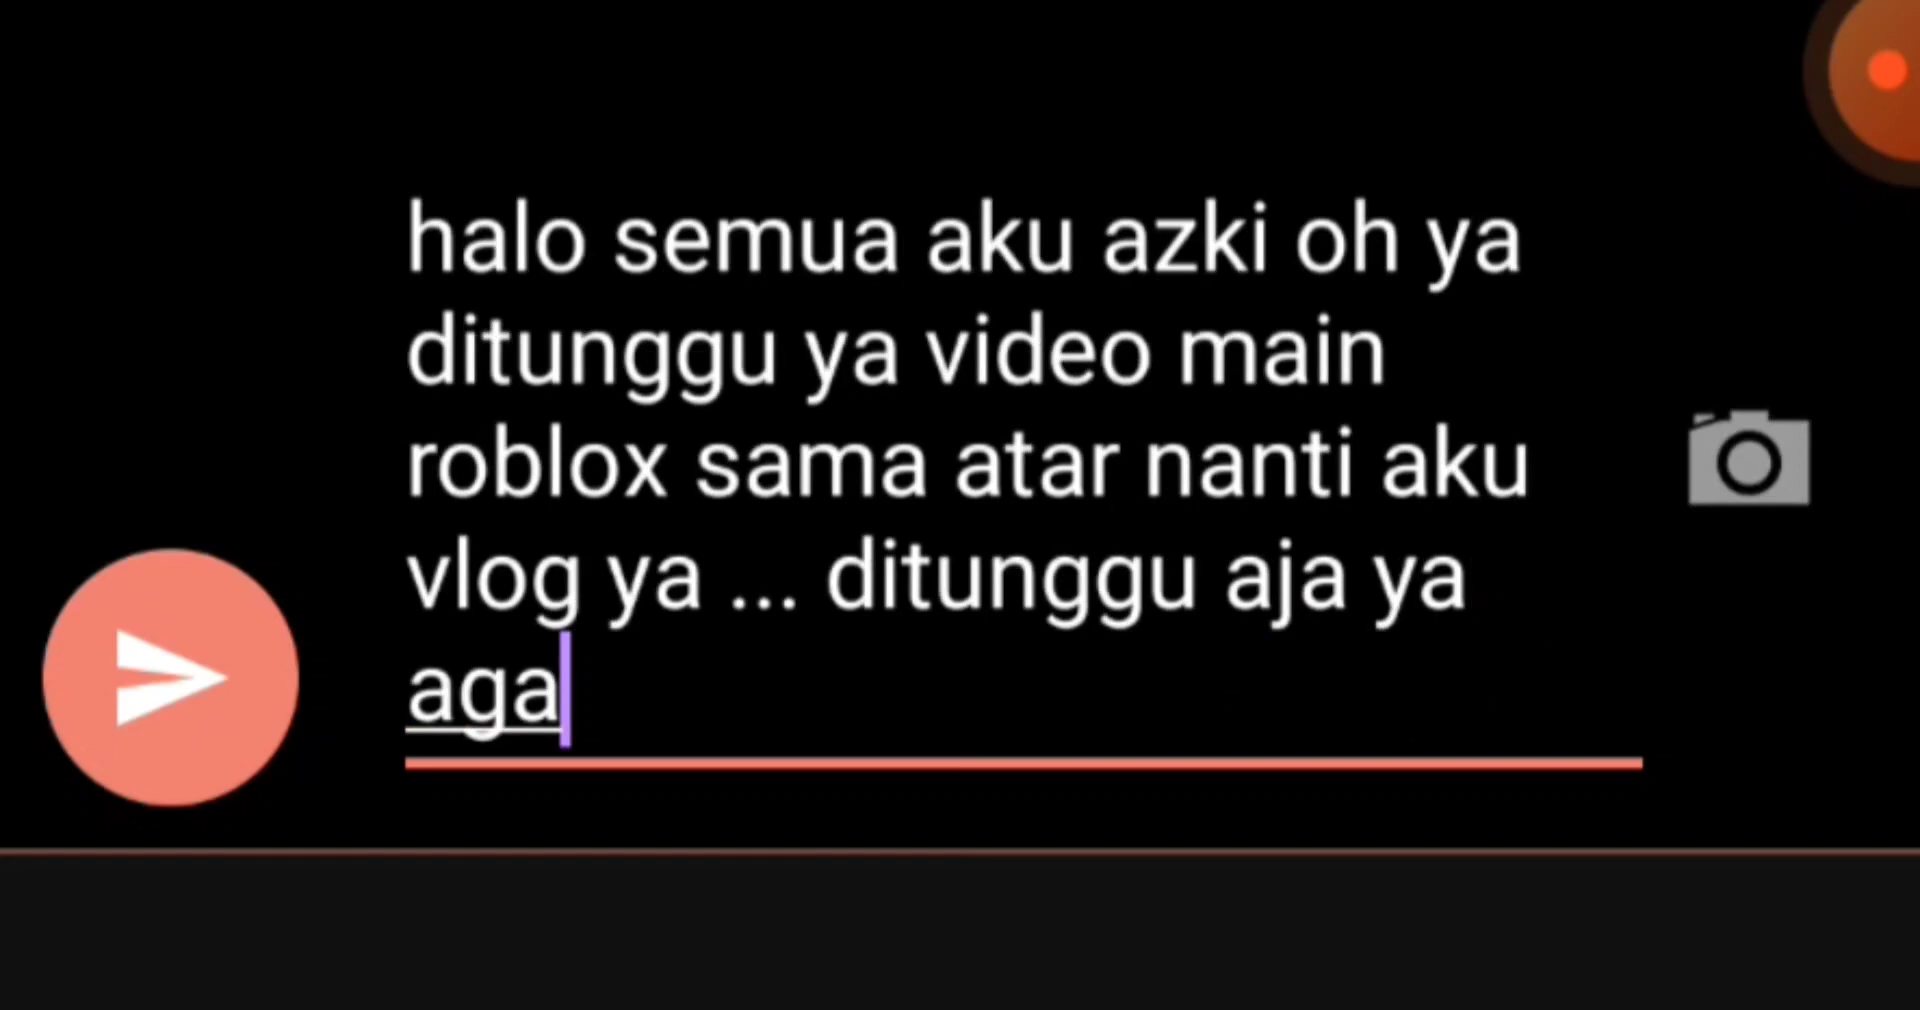 halo semua aku azki oh ya
ditunggu ya video main
roblox sama atar nanti aku
vlog ya ... ditunggu aja ya
aga